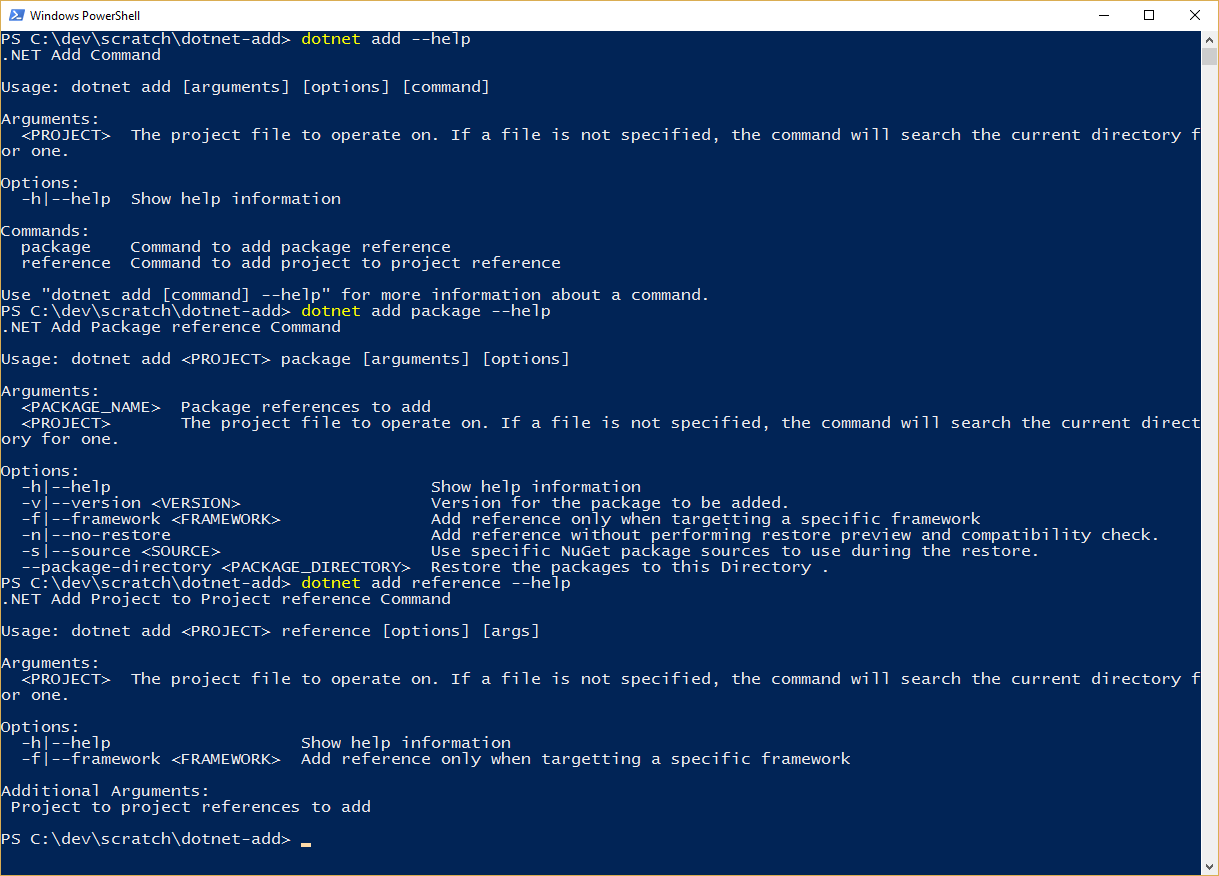 Windows PowerShell
PS C:\dev\scratch\dotnet-add> dotnet add --help
.NET Add Command
Usage: dotnet add [arguments] [options] [command]
Arguments:
  <PROJECT>  The project file to operate on. If a file is not specified, the command will search the current directory f
or one.
Options:
  -h|--help  Show help information
Commands:
  package    Command to add package reference
  reference  Command to add project to project reference
Use "dotnet add [command] --help" for more information about a command.
PS C:\dev\scratch\dotnet-add> dotnet add package --help
.NET Add Package reference Command
Usage: dotnet add <PROJECT> package [arguments] [options]
Arguments:
  <PACKAGE_NAME>  Package references to add
  <PROJECT>       The project file to operate on. If a file is not specified, the command will search the current direct
ory for one.
Options:
  -h|--help                                Show help information
  -v|--version <VERSION>                   Version for the package to be added.
  -f|--framework <FRAMEWORK>               Add reference only when targetting a specific framework
  -n|--no-restore                          Add reference without performing restore preview and compatibility check.
  -s|--source <SOURCE>                     Use specific NuGet package sources to use during the restore.
  --package-directory <PACKAGE_DIRECTORY>  Restore the packages to this Directory .
PS C:\dev\scratch\dotnet-add> dotnet add reference --help
.NET Add Project to Project reference Command
Usage: dotnet add <PROJECT> reference [options] [args]
Arguments:
  <PROJECT>  The project file to operate on. If a file is not specified, the command will search the current directory f
or one.
Options:
  -h|--help                   Show help information
  -f|--framework <FRAMEWORK>  Add reference only when targetting a specific framework
Additional Arguments:
 Project to project references to add
PS C:\dev\scratch\dotnet-add>